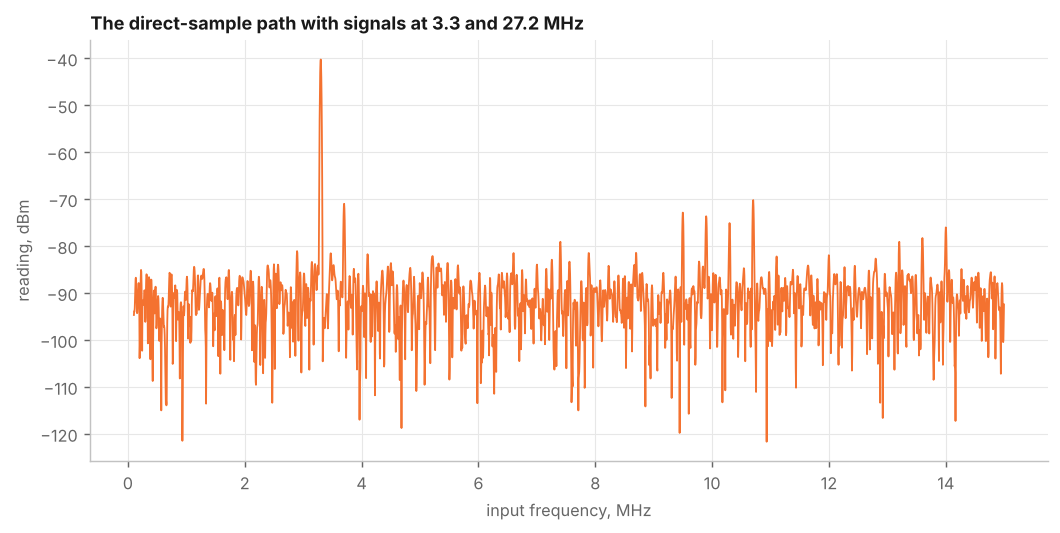 The direct-sample path with signals at 3.3 and 27.2 MHz
−40
−50
−60
−70
−80
−90
−100
−110
−120
reading, dBm
0 2 4 6 8 10 12 14
input frequency, MHz